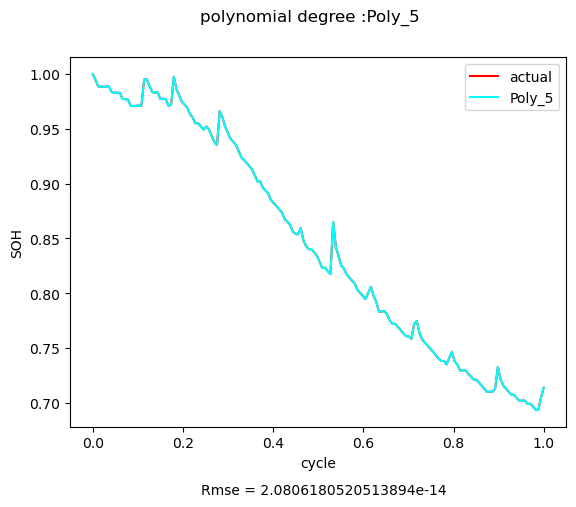 polynomial degree :Poly_5
actual
Poly_5
1.00
0.95
0.90
0.85
0.80
0.75
0.70
SOH
0.0 0.2 0.4 0.6 0.8 1.0
cycle
Rmse = 2.0806180520513894e-14